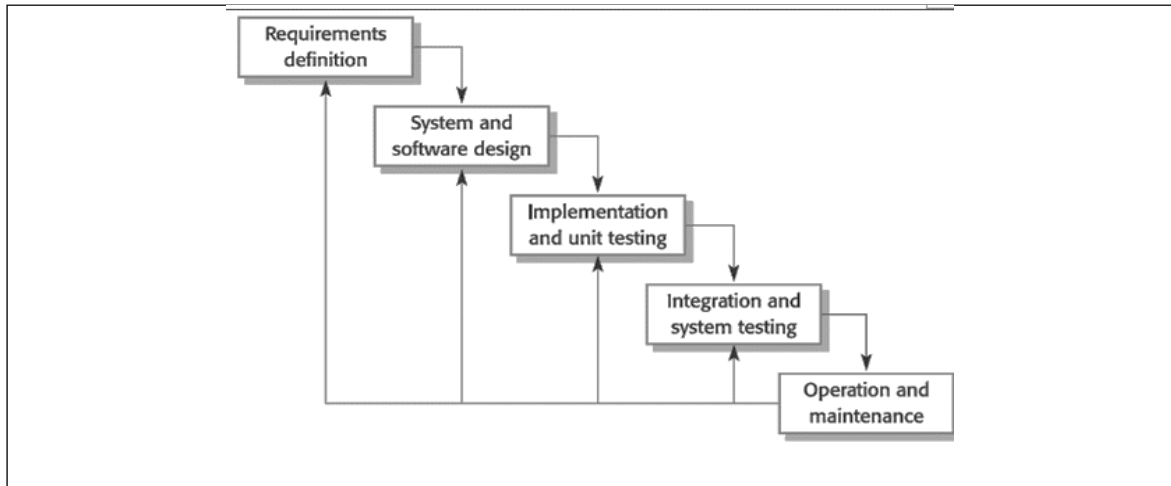 Requirements
definition
System and
software design
Implementation
and unit testing
Integration and
system testing
Operation and
maintenance